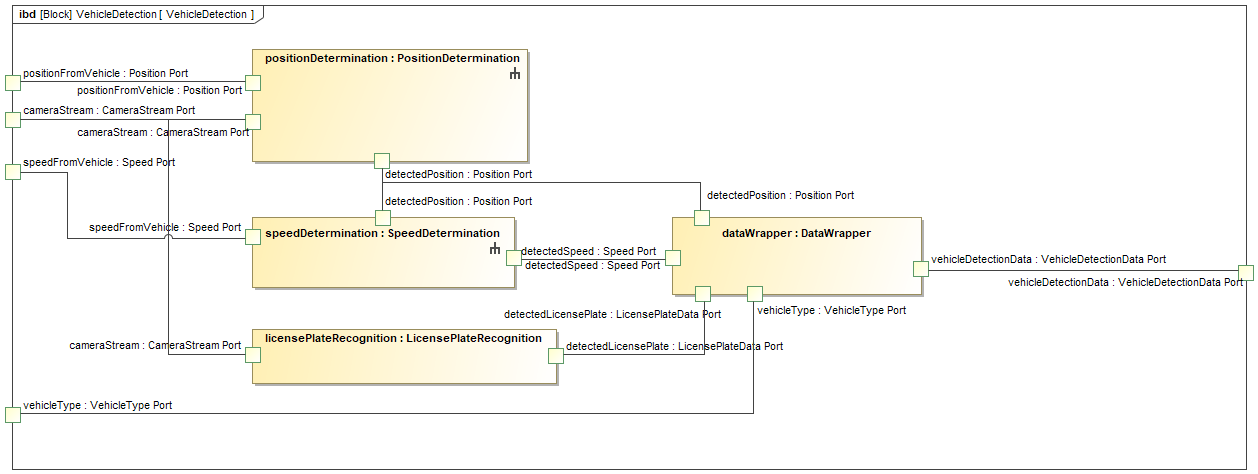 ibd [Block] VehicleDetection [ VehicleDetection ]
positionDetermination : PositionDetermination
positionFromVehicle : Position Port
positionFromVehicle : Position Port
cameraStream : CameraStream Port
cameraStream : CameraStream Port
speedFromVehicle : Speed Port
detectedPosition : Position Port
detectedPosition : Position Port
detectedPosition : Position Port
speedFromVehicle : Speed Port
speedDetermination : SpeedDetermination
dataWrapper : DataWrapper
detectedSpeed : Speed Port
detectedSpeed : Speed Port
vehicleDetectionData : VehicleDetectionData Port
vehicleDetectionData : VehicleDetectionData Port
detectedLicensePlate : LicensePlateData Port
vehicleType : VehicleType Port
licensePlateRecognition : LicensePlateRecognition
cameraStream : CameraStream Port
detectedLicensePlate : LicensePlateData Port
vehicleType : VehicleType Port